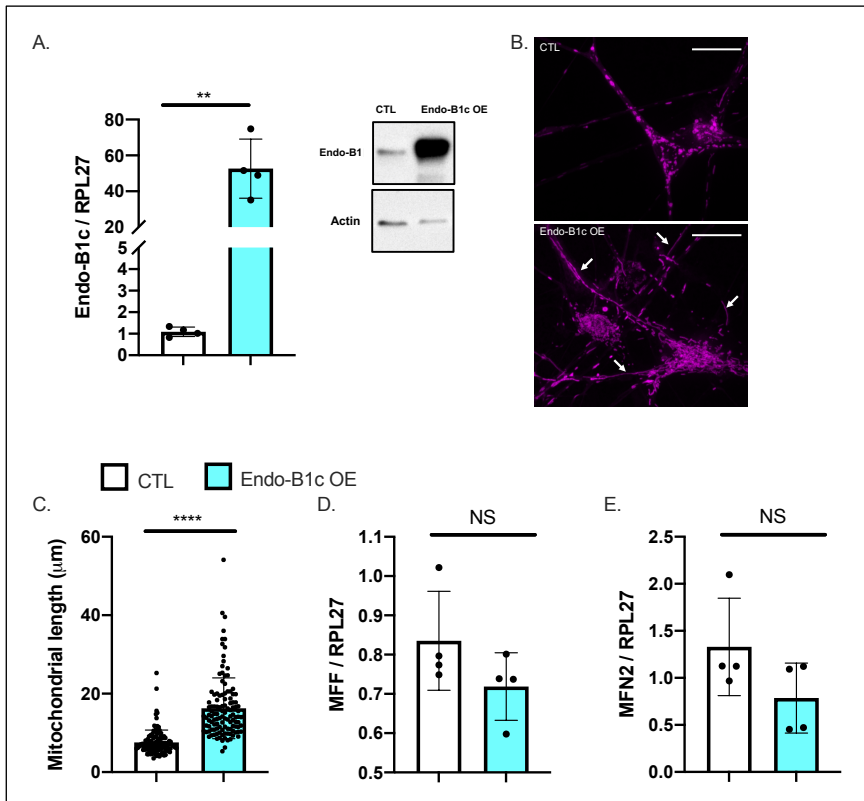 A.
**
Endo-B1c / RPL27
80
60
40
20
5
4
3
2
1
0
CTL Endo-B1c OE
Endo-B1
Actin
B.
CTL
Endo-B1c OE
CTL Endo-B1c OE
C.
****
Mitochondrial length (μm)
60
40
20
0
D.
NS
MFF / RPL27
1.1
1.0
0.9
0.8
0.7
0.6
0.5
E.
NS
MFN2 / RPL27
2.5
2.0
1.5
1.0
0.5
0.0